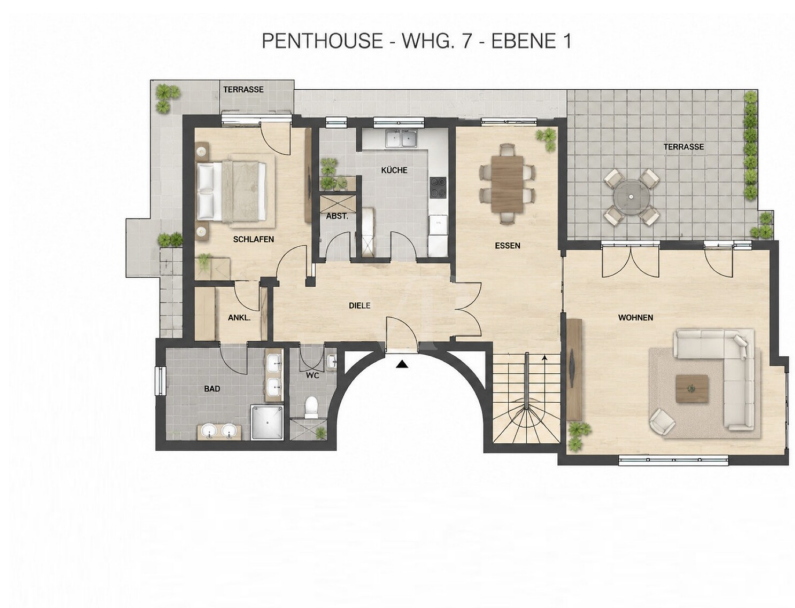 PENTHOUSE - WHG. 7 - EBENE 1
TERRASSE
TERRASSE
KÜCHE
ABST.
SCHLAFEN
ESSEN
DIELE
ANKL.
WOHNEN
WC
BAD